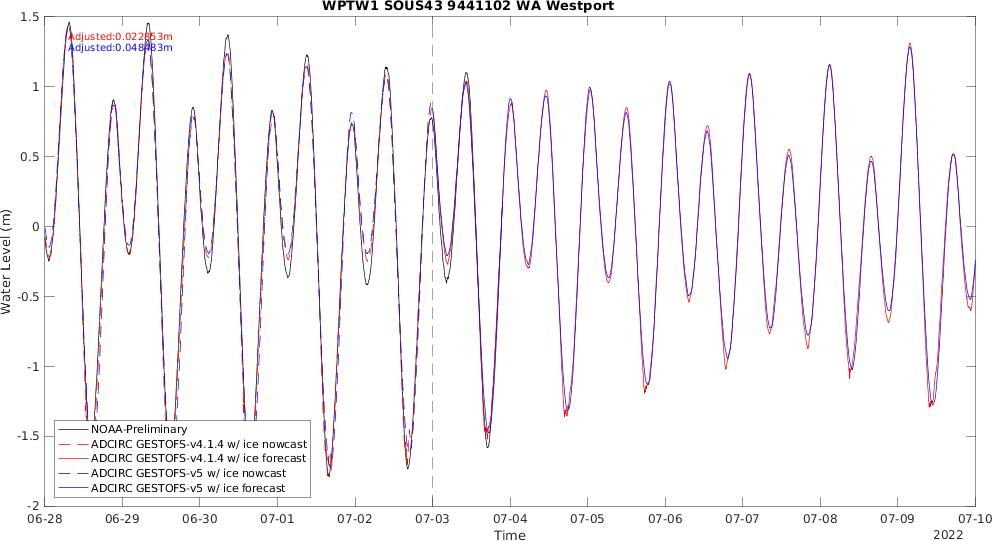 WPTW1 SOUS43 9441102 WA Westport
Adjusted:0.022853m
Adjusted:0.048483m
1.5
1
0.5
0
-0.5
-1
-1.5
-2
Water Level (m)
NOAA-Preliminary
ADCIRC GESTOFS-v4.1.4 w/ ice nowcast
ADCIRC GESTOFS-v4.1.4 w/ ice forecast
ADCIRC GESTOFS-v5 w/ ice nowcast
ADCIRC GESTOFS-v5 w/ ice forecast
06-28 06-29 06-30 07-01 07-02 07-03 07-04 07-05 07-06 07-07 07-08 07-09 07-10
Time
2022